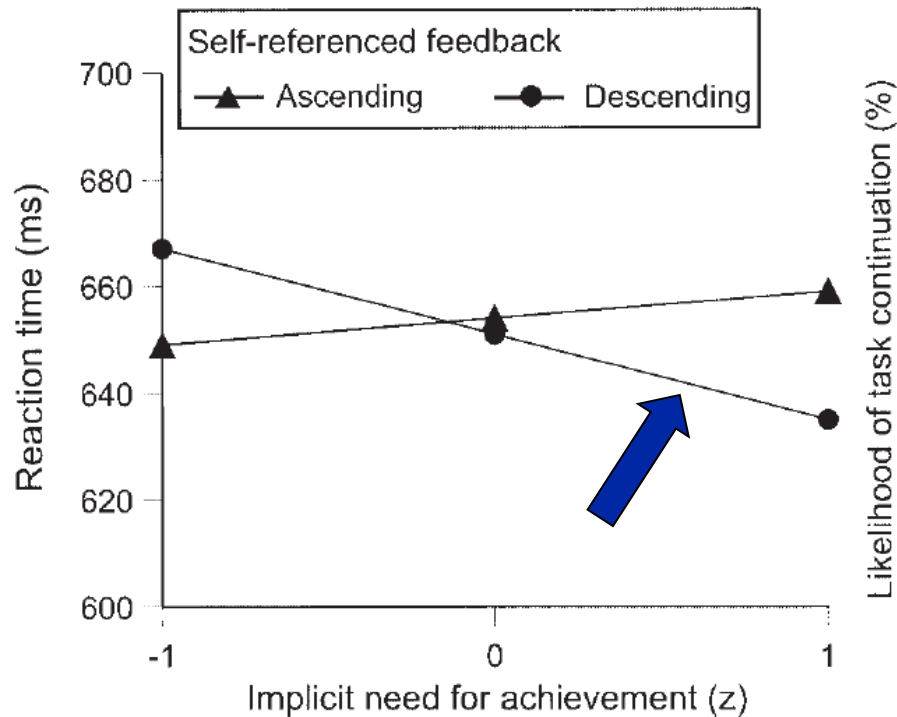 Self-referenced feedback
Ascending Descending
Reaction time (ms)
700
680
660
640
620
600
-1 0 1
Implicit need for achievement (z)
Likelihood of task continuation (%)